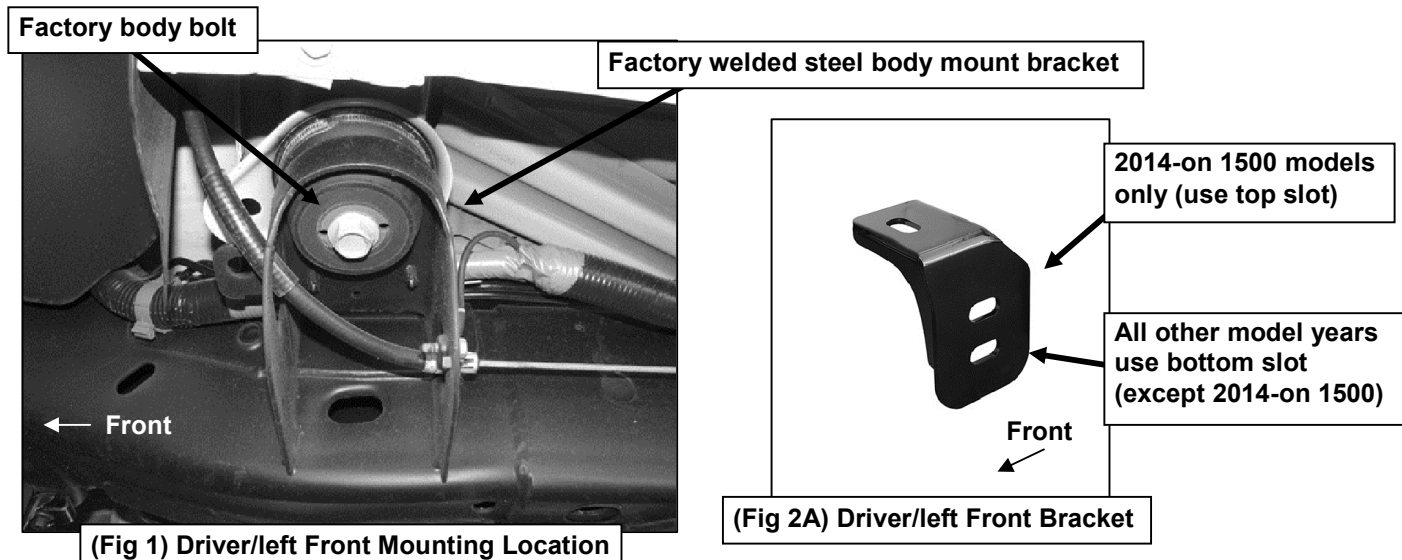 Factory body bolt
Factory welded steel body mount bracket
2014-on 1500 models
only (use top slot)
All other model years
use bottom slot
(except 2014-on 1500)
Front
Front
(Fig 1) Driver/left Front Mounting Location
(Fig 2A) Driver/left Front Bracket